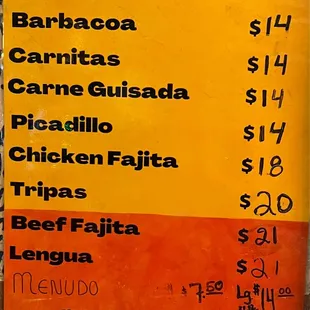 Barbacoa $14
Carnitas $14
Carne Guisada $14
Picadillo $14
Chicken Fajita $18
Tripas $20
Beef Fajita $21
Lengua $21
MENUDO $7.50 Lg $14.00